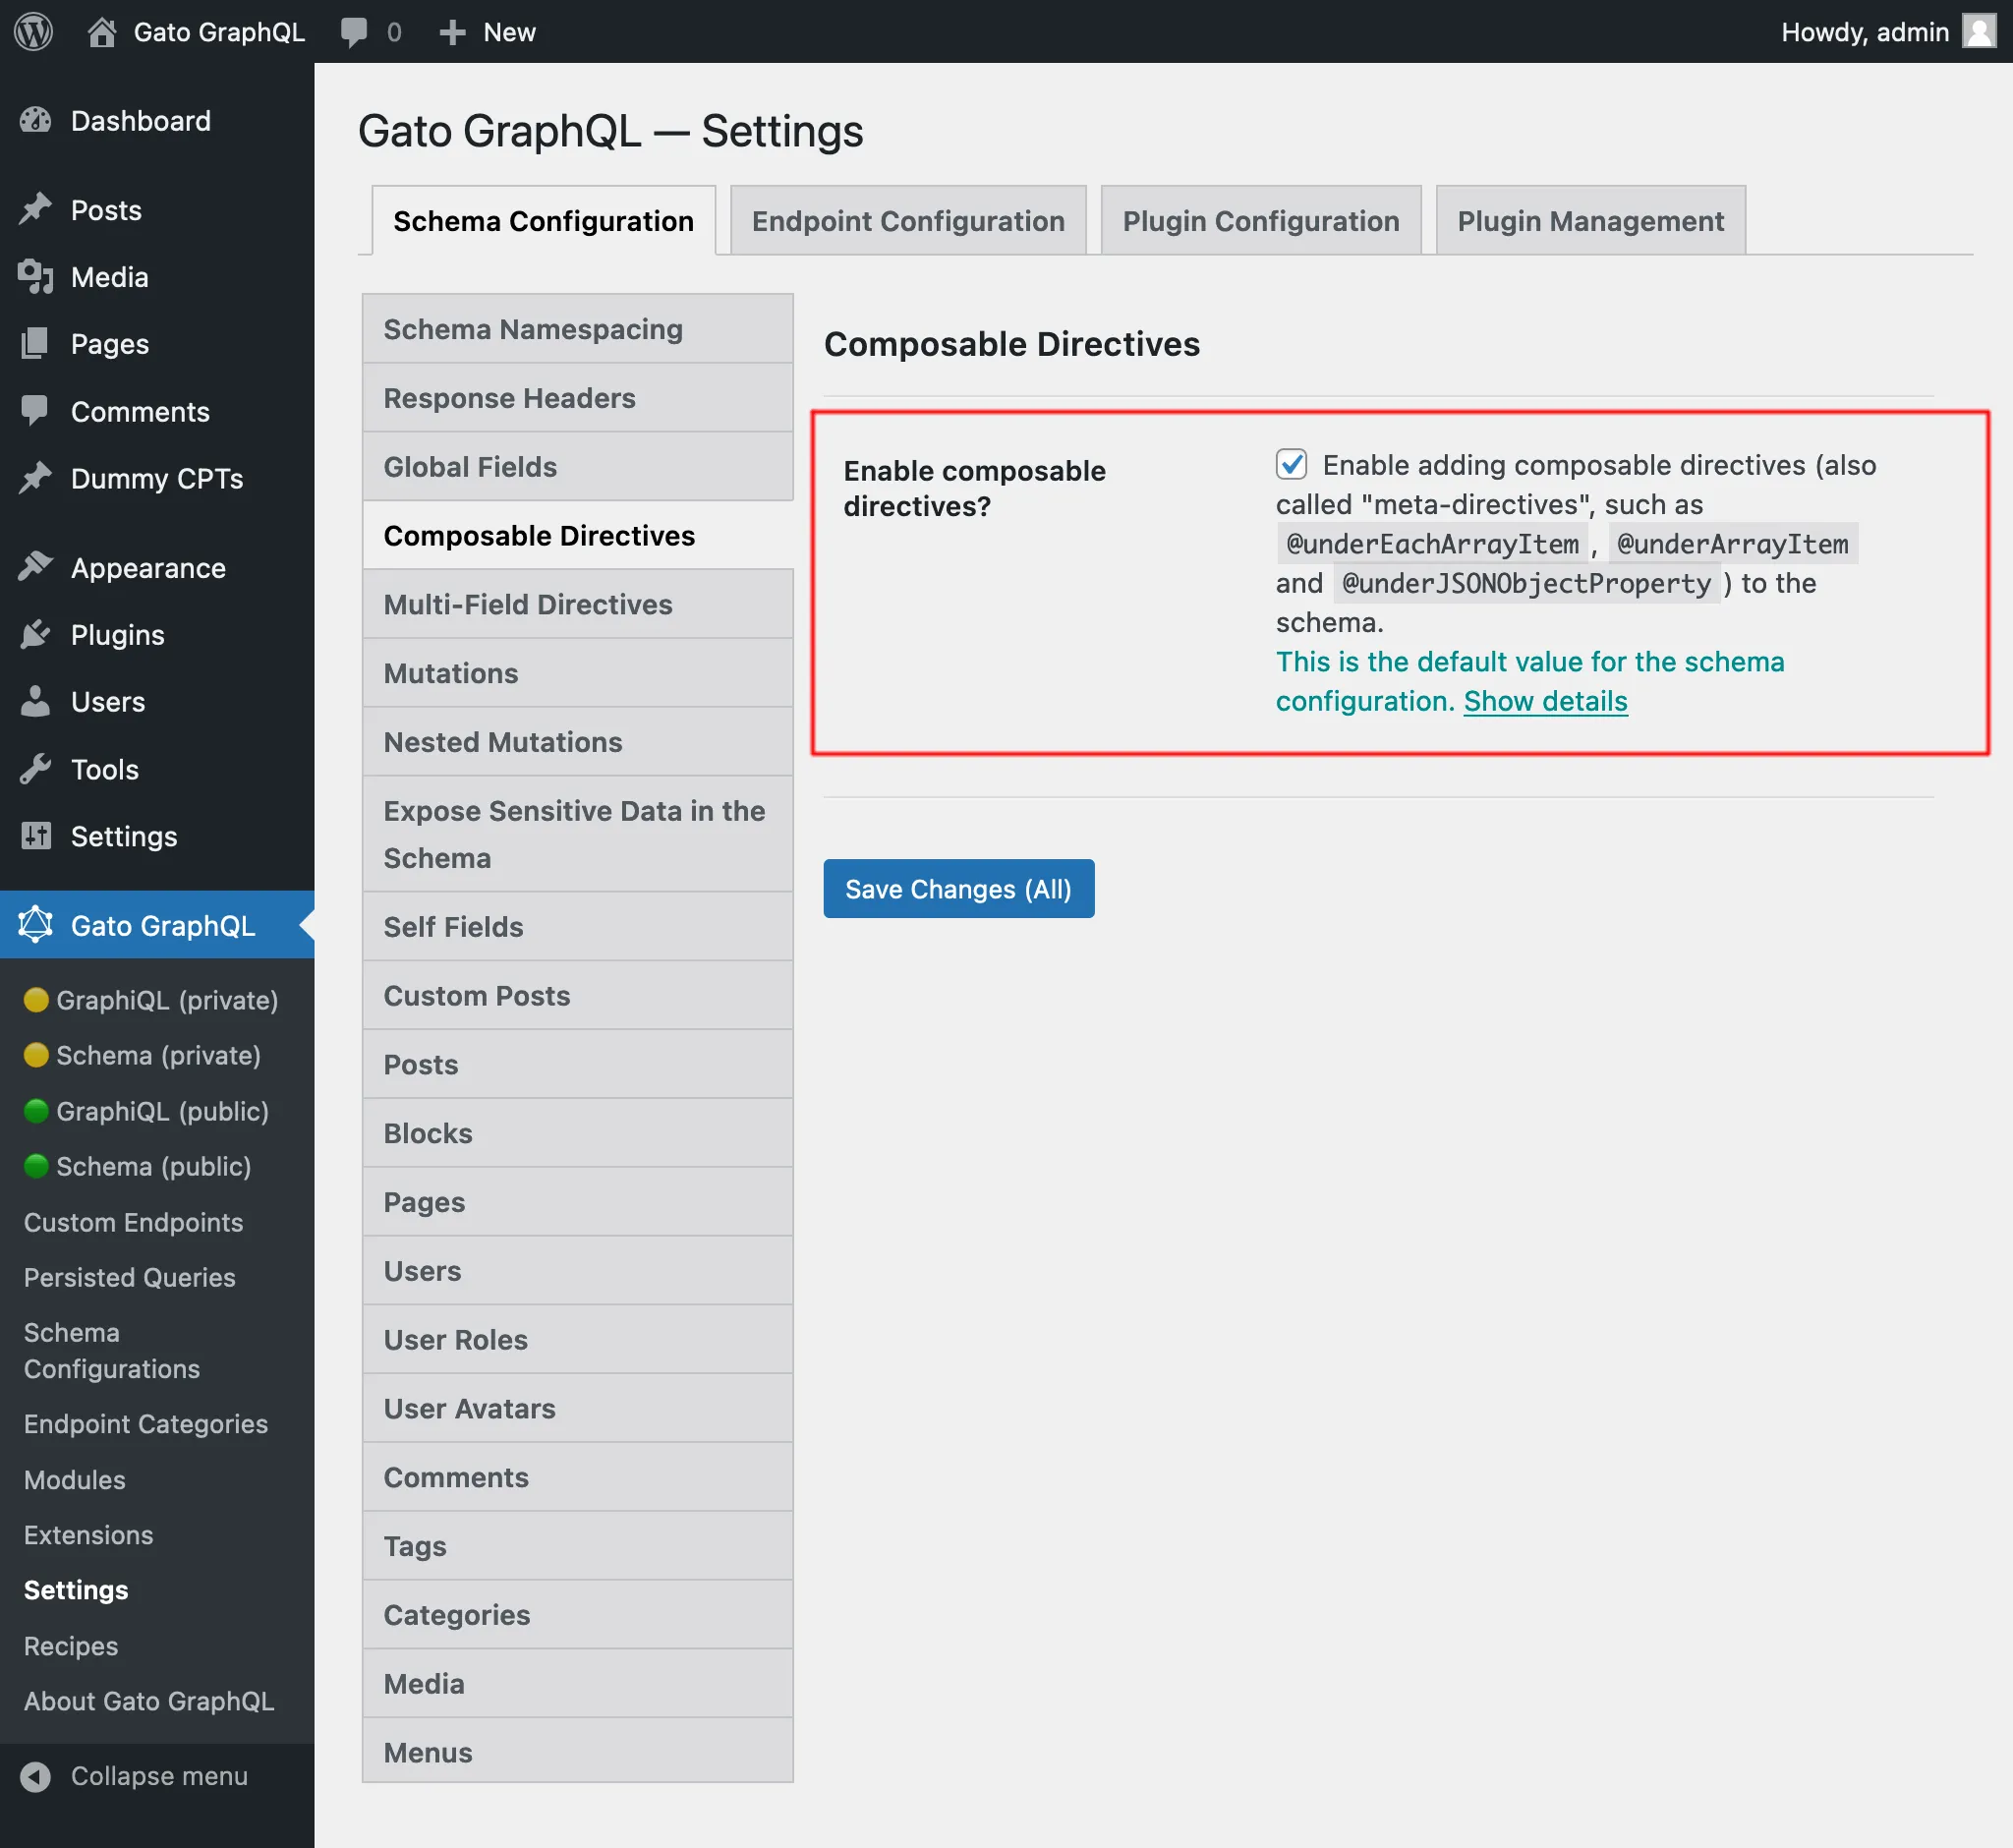 Gato GraphQL 0 New Howdy, admin
Dashboard
Posts
Media
Pages
Comments
Dummy CPTs
Appearance
Plugins
Users
Tools
Settings
Gato GraphQL
GraphiQL (private)
Schema (private)
GraphiQL (public)
Schema (public)
Custom Endpoints
Persisted Queries
Schema
Configurations
Endpoint Categories
Modules
Extensions
Settings
Recipes
About Gato GraphQL
Collapse menu
Gato GraphQL — Settings
Schema Configuration Endpoint Configuration Plugin Configuration Plugin Management
Schema Namespacing
Response Headers
Global Fields
Composable Directives
Multi-Field Directives
Mutations
Nested Mutations
Expose Sensitive Data in the
Schema
Self Fields
Custom Posts
Posts
Blocks
Pages
Users
User Roles
User Avatars
Comments
Tags
Categories
Media
Menus
Composable Directives
Enable composable
directives?
Enable adding composable directives (also
called "meta-directives", such as
@underEachArrayItem , @underArrayItem
and @underJSONObjectProperty ) to the
schema.
This is the default value for the schema
configuration. Show details
Save Changes (All)